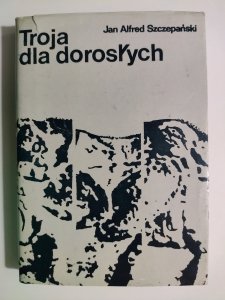 Jan Alfred Szczepański
Troja
dla dorosłych